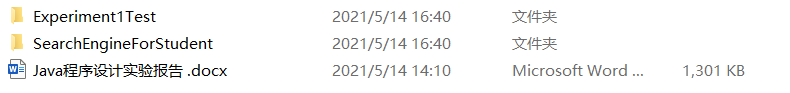 Experiment1Test 2021/5/14 16:40 文件夹
SearchEngineForStudent 2021/5/14 16:40 文件夹
Java程序设计实验报告 .docx 2021/5/14 14:10 Microsoft Word ... 1,301 KB